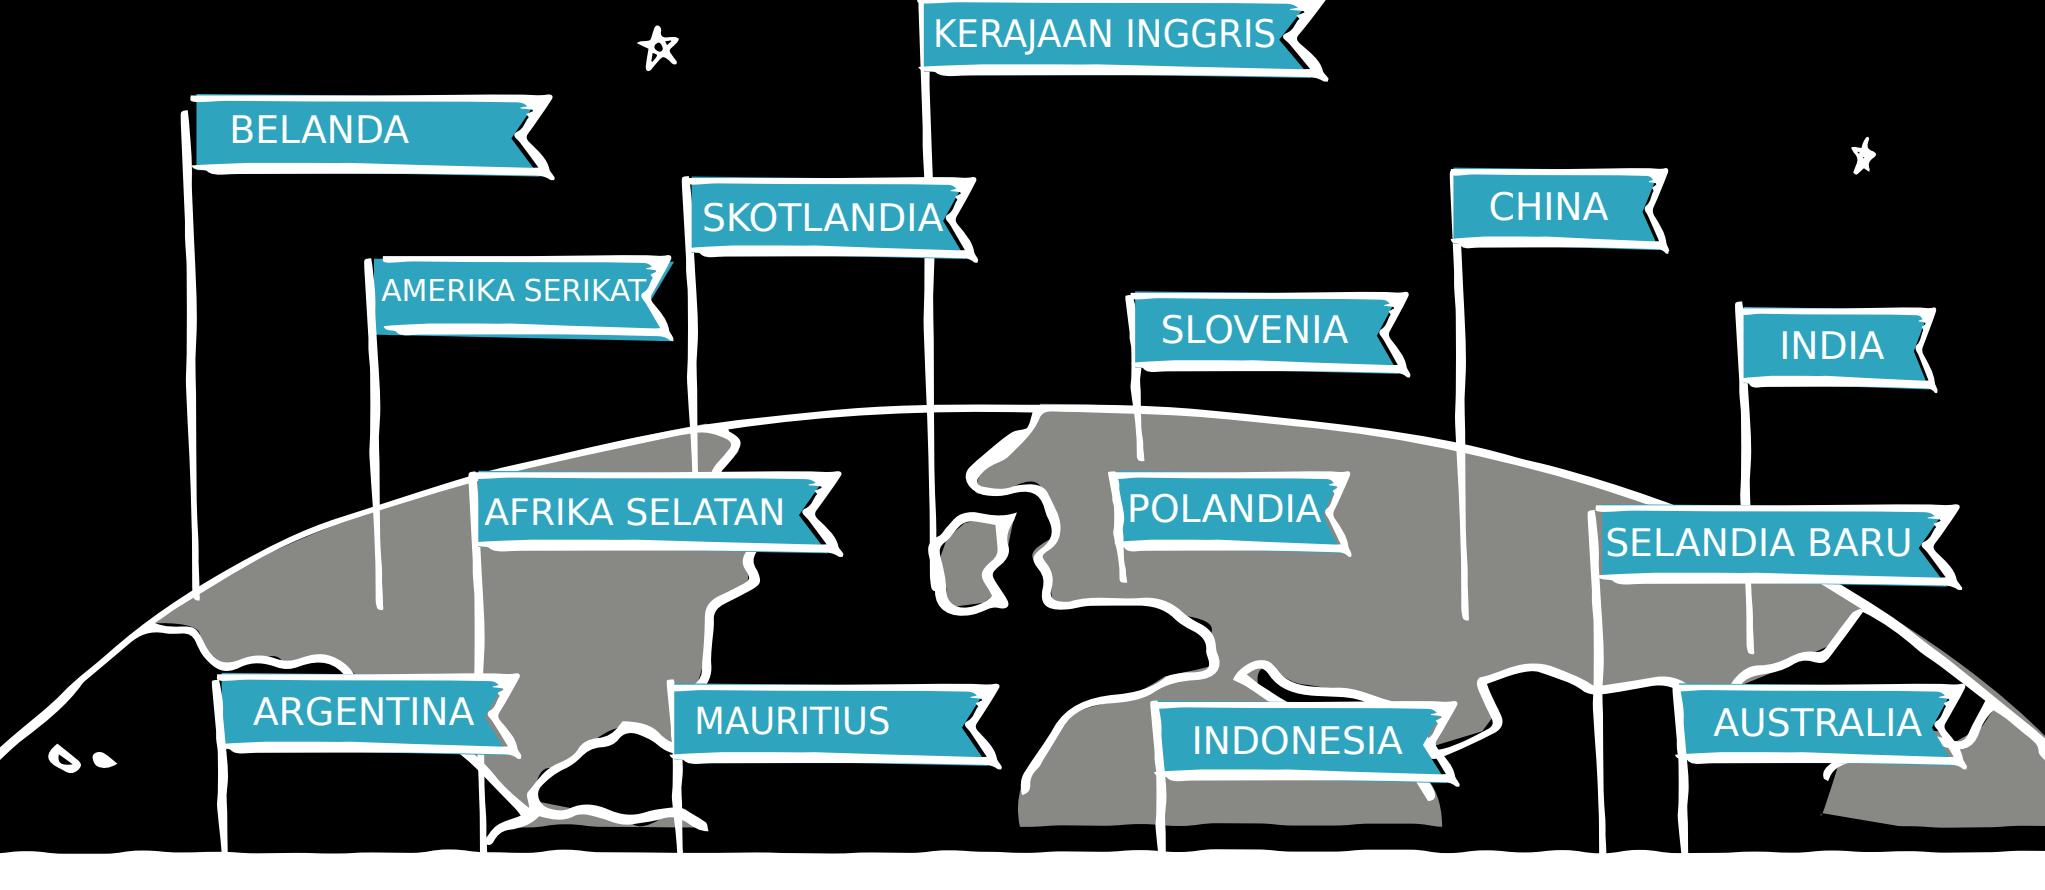 KERAJAAN INGGRIS
BELANDA
SKOTLANDIA
CHINA
AMERIKA SERIKAT
SLOVENIA
INDIA
AFRIKA SELATAN
POLANDIA
SELANDIA BARU
ARGENTINA
MAURITIUS
INDONESIA
AUSTRALIA